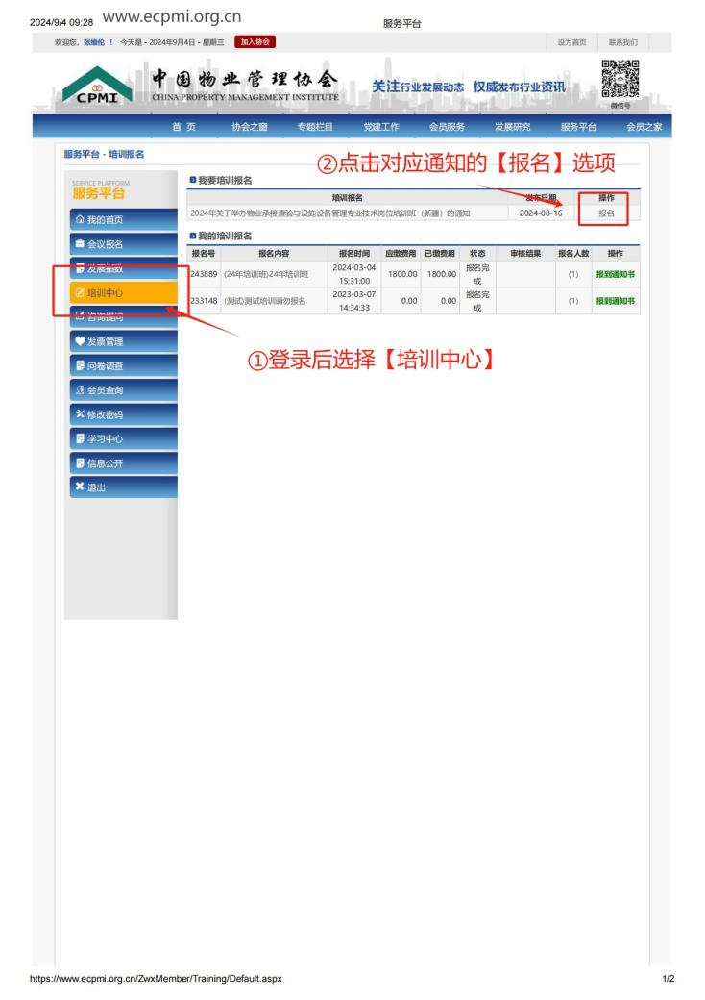 2024/9/4 09:28
www.ecpmi.org.cn
服务平台
欢迎您，张维伦 ！ 今天是 - 2024年9月4日 - 星期三 加入协会 设为首页 联系我们
CPMI
中国物业管理协会
CHINA PROPERTY MANAGEMENT INSTITUTE
关注行业发展动态 权威发布行业资讯
微信号
首 页 协会之窗 专题栏目 党建工作 会员服务 发展研究 服务平台 会员之家
服务平台 - 培训报名
②点击对应通知的【报名】选项
SERVICE PLATFORM
服务平台
我的首页
会议报名
发展指数
培训中心
咨询提问
发票管理
问卷调查
会员查询
修改密码
学习中心
信息公开
退出
我要培训报名
培训报名 发布日期 操作
2024年关于举办物业承接查验与设施设备管理专业技术岗位培训班（新疆）的通知 2024-08-16 报名
我的培训报名
报名号 报名内容 报名时间 应缴费用 已缴费用 状态 审核结果 报名人数 操作
243889 (24年培训班)24年培训班 2024-03-04 15:31:00 1800.00 1800.00 报名完成 (1) 报到通知书
233148 (测试)测试培训请勿报名 2023-03-07 14:34:33 0.00 0.00 报名完成 (1) 报到通知书
①登录后选择【培训中心】
https://www.ecpmi.org.cn/ZwxMember/Training/Default.aspx
1/2